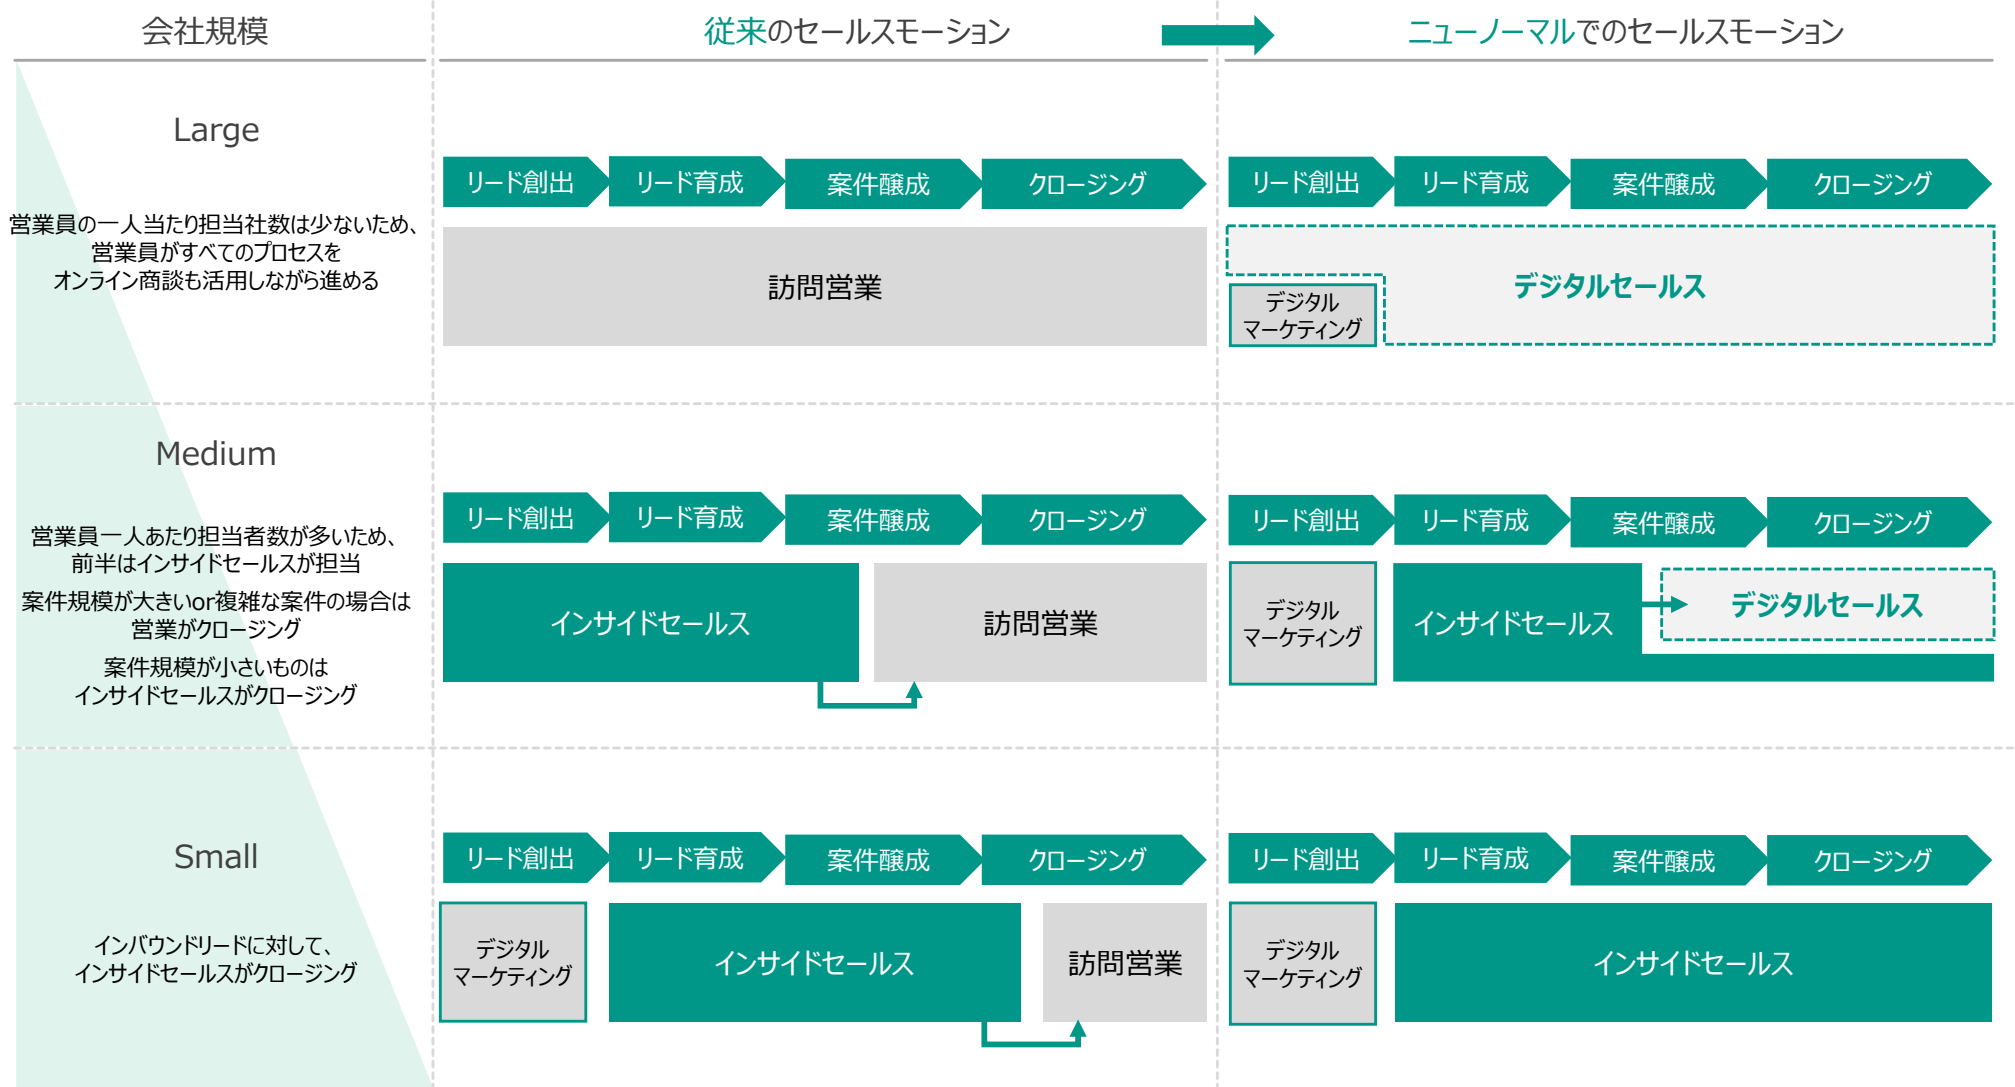 会社規模
従来のセールスモーション
ニューノーマルでのセールスモーション
Large
営業員の一人当たり担当社数は少ないため、
営業員がすべてのプロセスを
オンライン商談も活用しながら進める
リード創出
リード育成
案件醸成
クロージング
訪問営業
リード創出
リード育成
案件醸成
クロージング
デジタルセールス
デジタル
マーケティング
Medium
営業員一人あたり担当者数が多いため、
前半はインサイドセールスが担当
案件規模が大きいor複雑な案件の場合は
営業がクロージング
案件規模が小さいものは
インサイドセールスがクロージング
リード創出
リード育成
案件醸成
クロージング
インサイドセールス
訪問営業
リード創出
リード育成
案件醸成
クロージング
デジタル
マーケティング
インサイドセールス
デジタルセールス
Small
インバウンドリードに対して、
インサイドセールスがクロージング
リード創出
リード育成
案件醸成
クロージング
デジタル
マーケティング
インサイドセールス
訪問営業
リード創出
リード育成
案件醸成
クロージング
デジタル
マーケティング
インサイドセールス